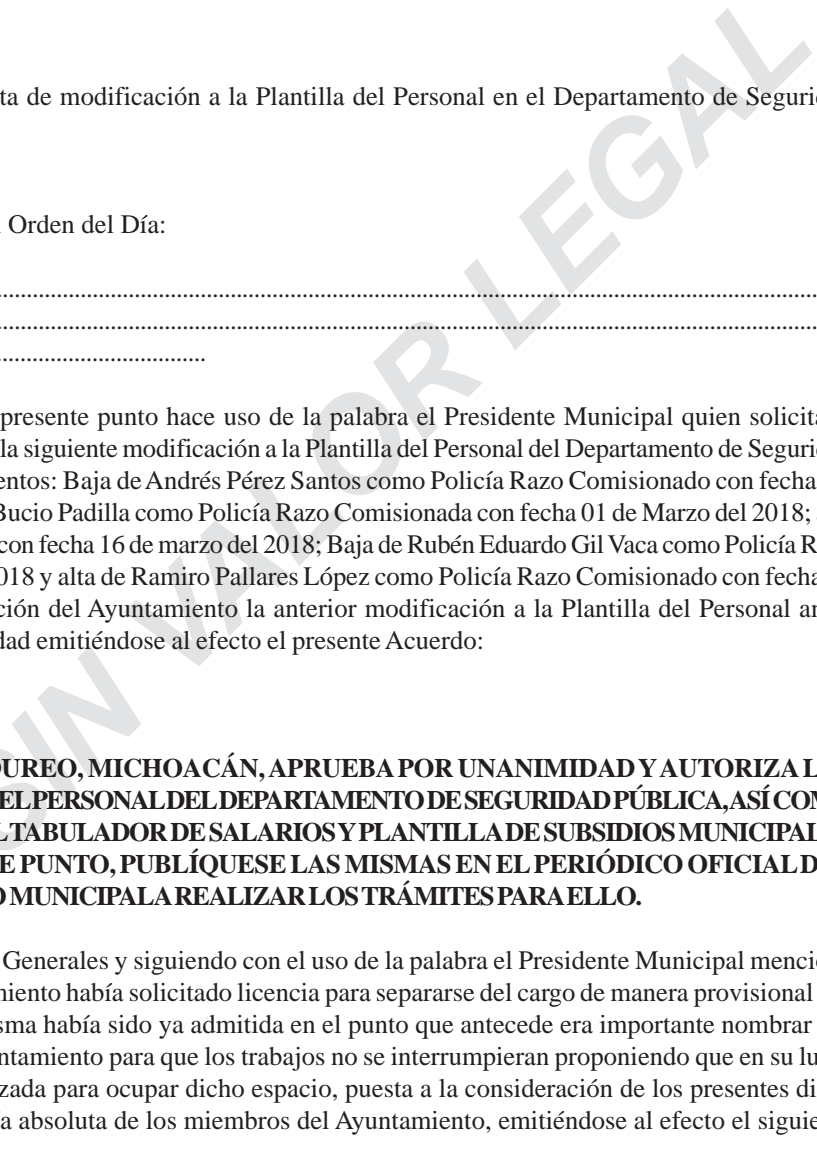 ta de modificación a la Plantilla del Personal en el Departamento de Seguri
Orden del Día:
................................................................................
................................................................................
................................
presente punto hace uso de la palabra el Presidente Municipal quien solicita
la siguiente modificación a la Plantilla del Personal del Departamento de Seguri
entos: Baja de Andrés Pérez Santos como Policía Razo Comisionado con fecha
Bucio Padilla como Policía Razo Comisionada con fecha 01 de Marzo del 2018;
con fecha 16 de marzo del 2018; Baja de Rubén Eduardo Gil Vaca como Policía R
018 y alta de Ramiro Pallares López como Policía Razo Comisionado con fecha
ción del Ayuntamiento la anterior modificación a la Plantilla del Personal an
dad emitiéndose al efecto el presente Acuerdo:
DUREO, MICHOACÁN, APRUEBA POR UNANIMIDAD Y AUTORIZA L
EL PERSONAL DEL DEPARTAMENTO DE SEGURIDAD PÚBLICA, ASÍ COM
L TABULADOR DE SALARIOS Y PLANTILLA DE SUBSIDIOS MUNICIPAL
E PUNTO, PUBLÍQUESE LAS MISMAS EN EL PERIÓDICO OFICIAL D
O MUNICIPAL A REALIZAR LOS TRÁMITES PARA ELLO.
Generales y siguiendo con el uso de la palabra el Presidente Municipal menci
miento había solicitado licencia para separarse del cargo de manera provisional
sma había sido ya admitida en el punto que antecede era importante nombrar
ntamiento para que los trabajos no se interrumpieran proponiendo que en su lu
zada para ocupar dicho espacio, puesta a la consideración de los presentes di
ía absoluta de los miembros del Ayuntamiento, emitiéndose al efecto el siguie
SIN VALOR LEGAL